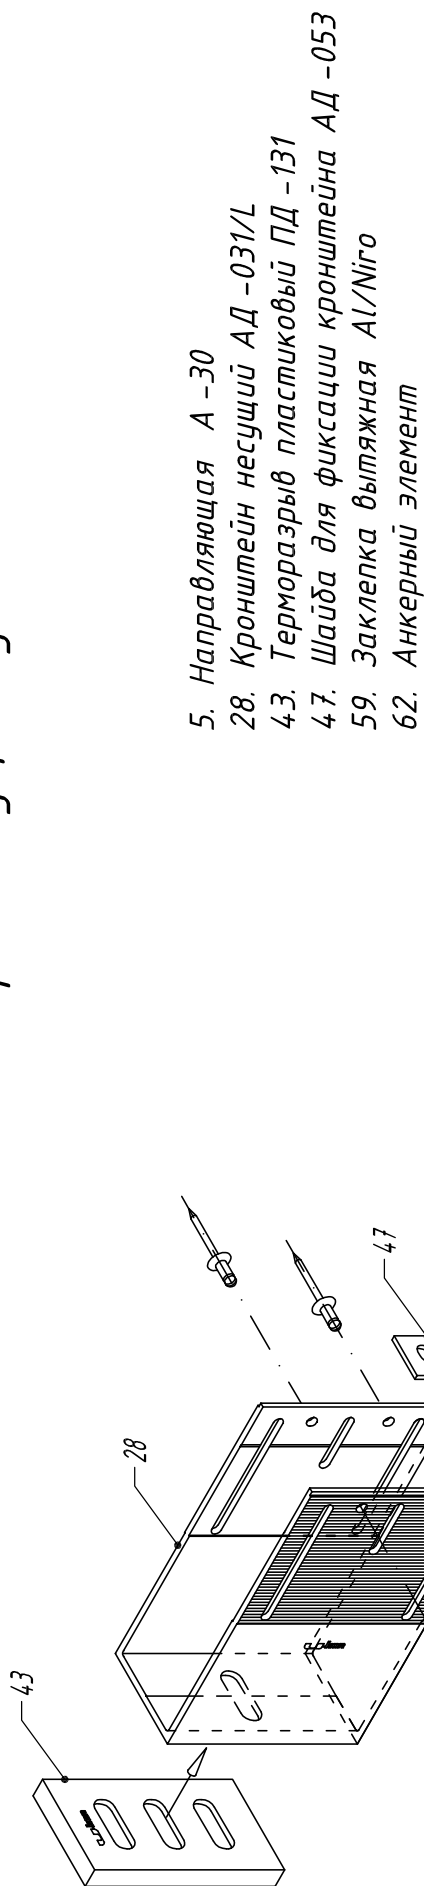 5. Направляющая А -30
28. Кронштейн несущий АД -031/L
43. Терморазрыв пластиковый ПД -131
47. Шайба для фиксации кронштейна АД -053
59. Заклепка вытяжная Al/Niro
62. Анкерный элемент
43
28
47